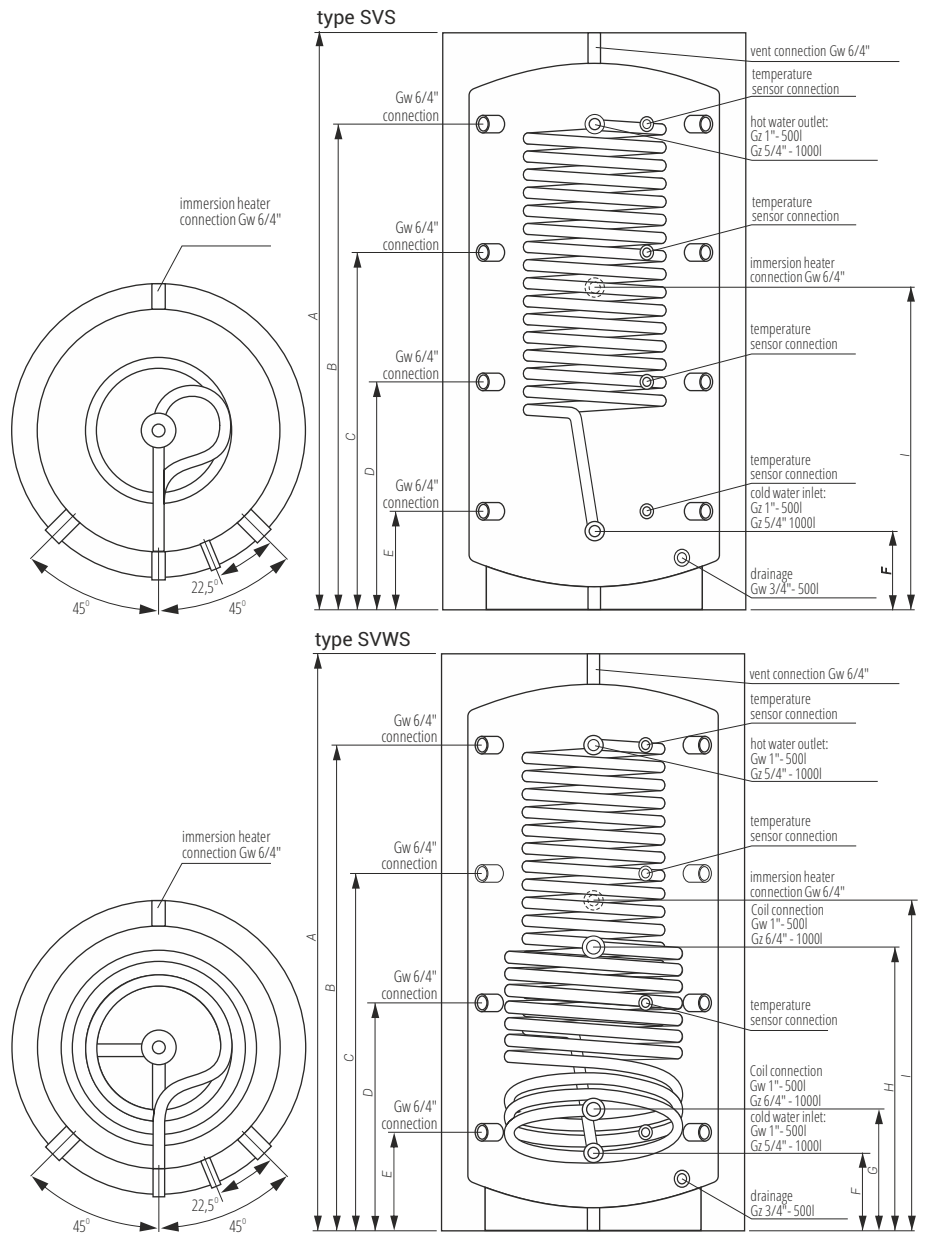 type SVS
vent connection Gw 6/4"
temperature
sensor connection
Gw 6/4"
connection
hot water outlet:
Gz 1"- 500l
Gz 5/4" - 1000l
immersion heater
connection Gw 6/4"
temperature
sensor connection
Gw 6/4"
connection
immersion heater
connection Gw 6/4"
A
B
temperature
sensor connection
Gw 6/4"
connection
C
D
I
temperature
sensor connection
Gw 6/4"
connection
cold water inlet:
Gz 1"- 500l
Gz 5/4" 1000l
E
F
drainage
Gw 3/4"- 500l
22,5⁰
45⁰
45⁰
type SVWS
vent connection Gw 6/4"
temperature
sensor connection
Gw 6/4"
connection
hot water outlet:
Gw 1"- 500l
Gz 5/4" - 1000l
immersion heater
connection Gw 6/4"
temperature
sensor connection
Gw 6/4"
connection
immersion heater
connection Gw 6/4"
Coil connection
Gw 1"- 500l
Gz 6/4" - 1000l
A
B
Gw 6/4"
connection
temperature
sensor connection
C
D
H
I
Coil connection
Gw 1"- 500l
Gz 6/4" - 1000l
Gw 6/4"
connection
cold water inlet:
Gw 1"- 500l
Gz 5/4" - 1000l
E
F
G
drainage
Gz 3/4"- 500l
22,5⁰
45⁰
45⁰